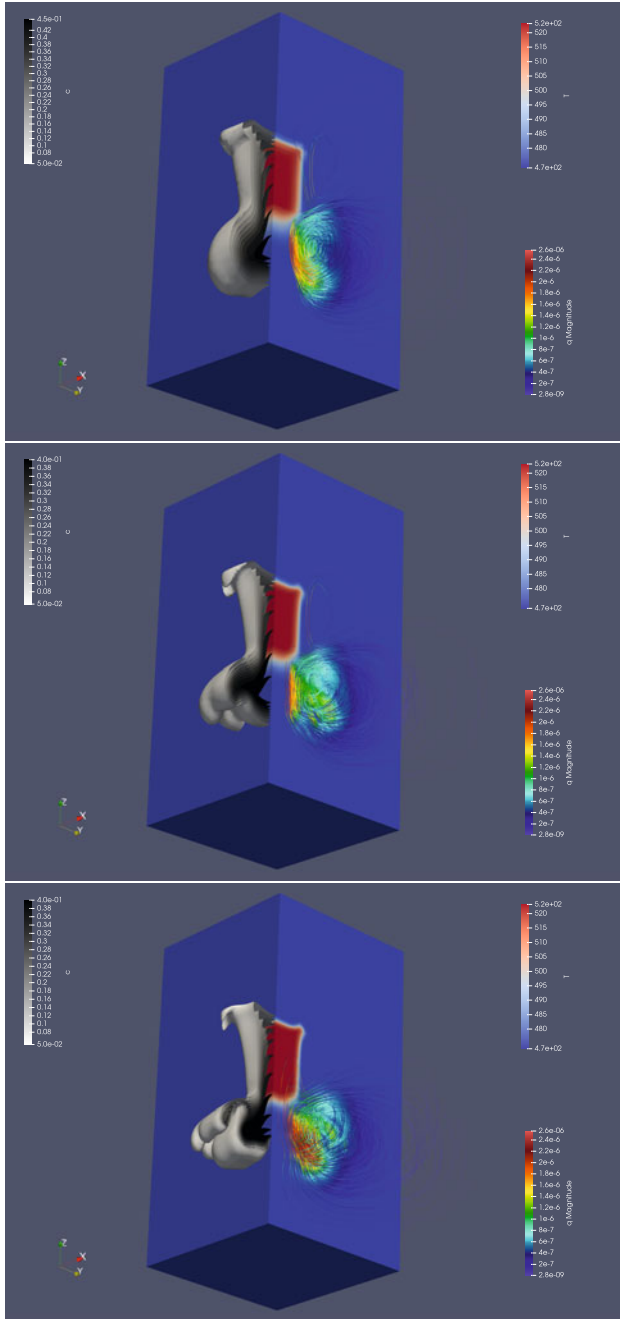 4.5e-01
0.42
0.4
0.38
0.36
0.34
0.32
0.3
0.28
0.26
0.24
0.22
0.2
0.18
0.16
0.14
0.12
0.1
0.08
5.0e-02
c
5.2e+02
520
515
510
505
500
495
490
485
480
4.7e+02
T
2.6e-06
2.4e-6
2.2e-6
2e-6
1.8e-6
1.6e-6
1.4e-6
1.2e-6
1e-6
8e-7
6e-7
4e-7
2e-7
2.8e-09
q Magnitude
Z
X
Y
4.0e-01
0.38
0.36
0.34
0.32
0.3
0.28
0.26
0.24
0.22
0.2
0.18
0.16
0.14
0.12
0.1
0.08
5.0e-02
c
5.2e+02
520
515
510
505
500
495
490
485
480
4.7e+02
T
2.6e-06
2.4e-6
2.2e-6
2e-6
1.8e-6
1.6e-6
1.4e-6
1.2e-6
1e-6
8e-7
6e-7
4e-7
2e-7
2.8e-09
q Magnitude
Z
X
Y
4.0e-01
0.38
0.36
0.34
0.32
0.3
0.28
0.26
0.24
0.22
0.2
0.18
0.16
0.14
0.12
0.1
0.08
5.0e-02
c
5.2e+02
520
515
510
505
500
495
490
485
480
4.7e+02
T
2.6e-06
2.4e-6
2.2e-6
2e-6
1.8e-6
1.6e-6
1.4e-6
1.2e-6
1e-6
8e-7
6e-7
4e-7
2e-7
2.8e-09
q Magnitude
Z
X
Y